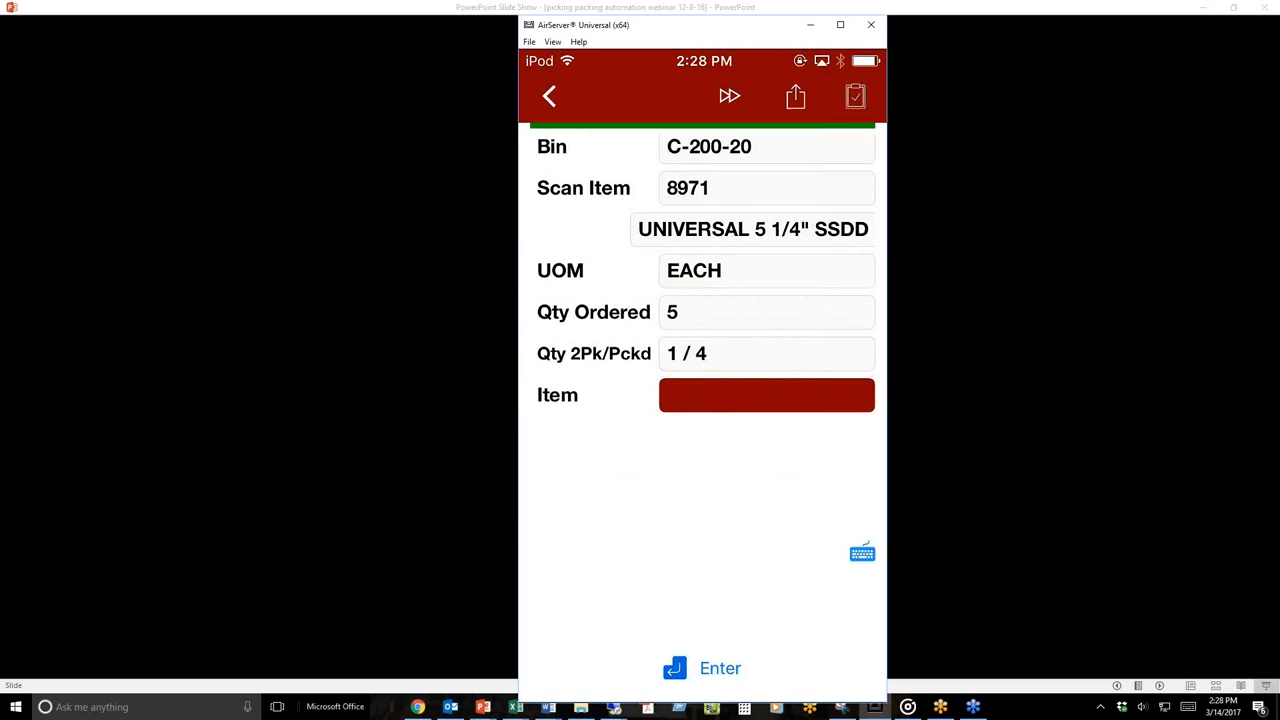 PowerPoint Slide Show - [picking packing automation webinar 12-8-15] - PowerPoint
AirServer® Universal (x64)
File View Help
iPod 2:28 PM
Bin C-200-20
Scan Item 8971
UNIVERSAL 5 1/4" SSDD
UOM EACH
Qty Ordered 5
Qty 2Pk/Pckd 1 / 4
Item
Enter
Slide
Ask me anything
Microsoft Office
2:28 PM
3/14/2017